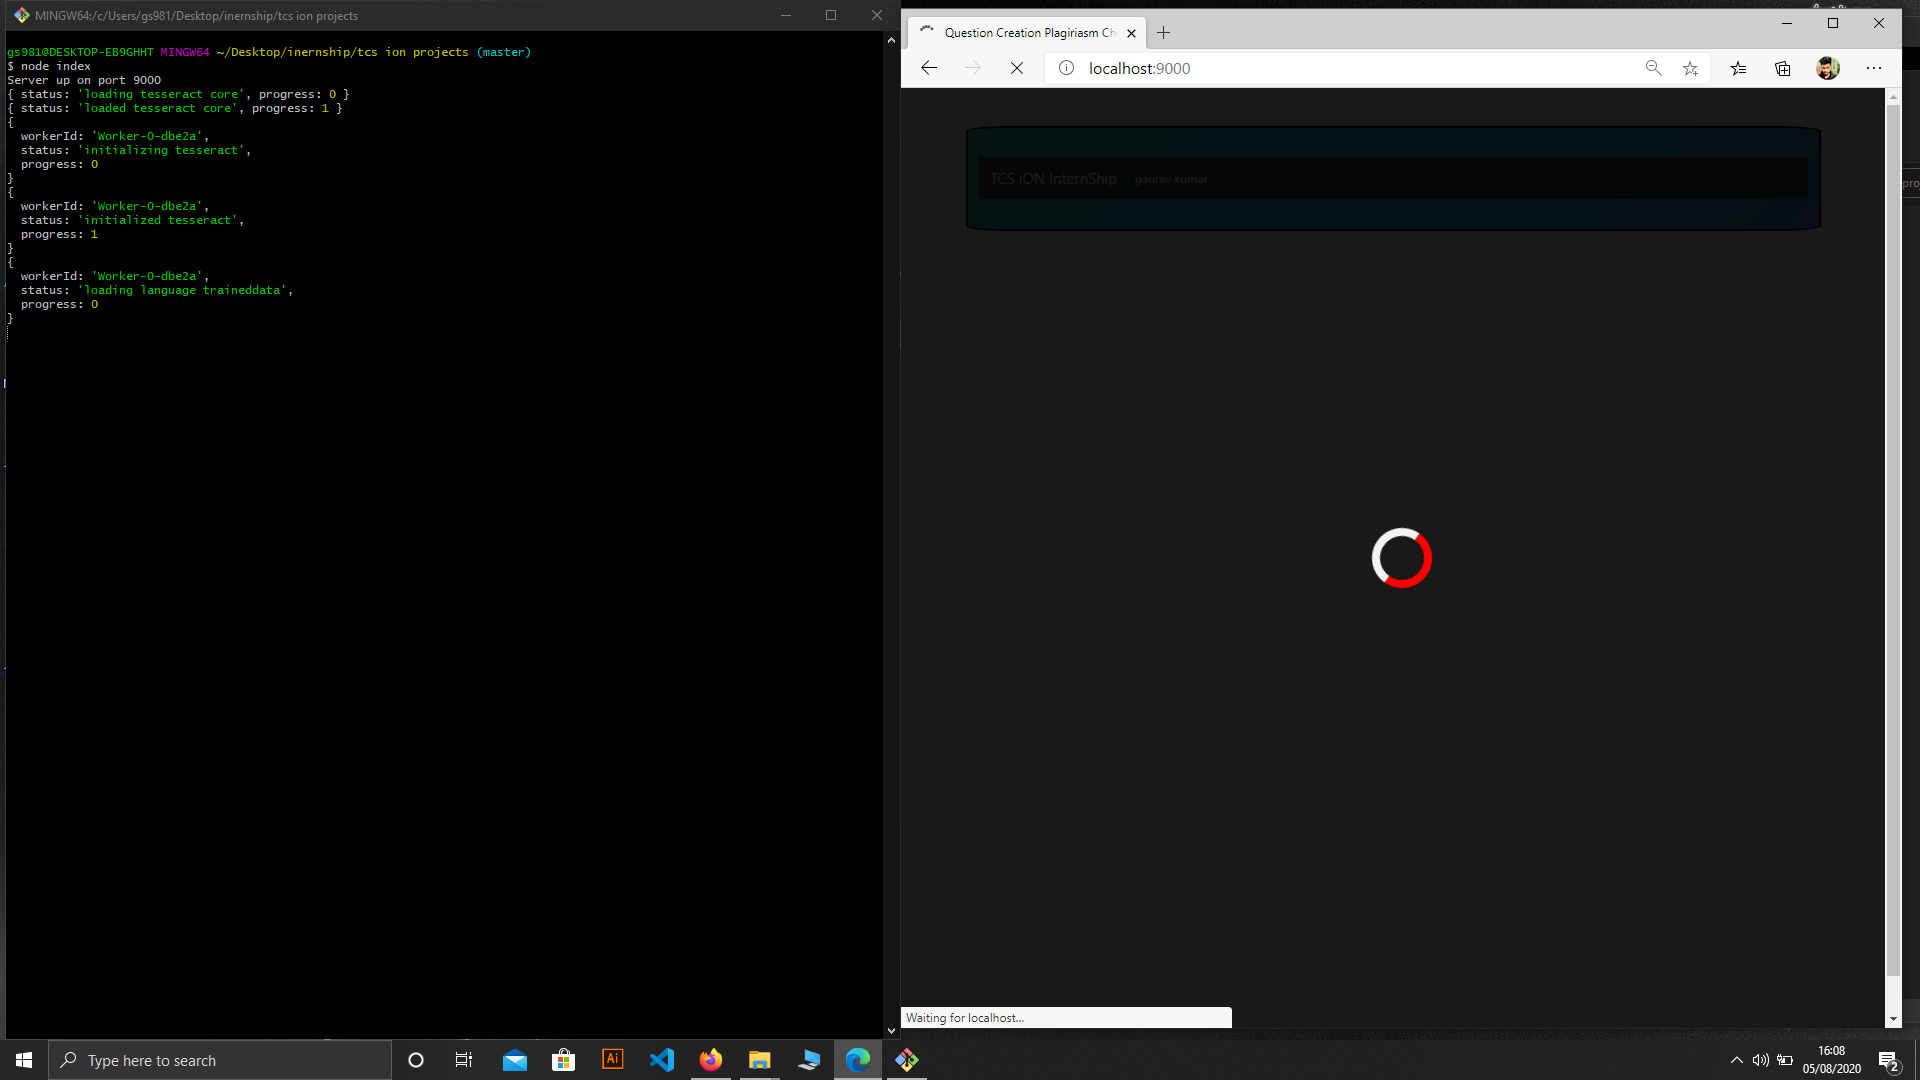 MINGW64:/c/Users/gs981/Desktop/inernship/tcs ion projects
gs981@DESKTOP-EB9GHHT MINGW64 ~/Desktop/inernship/tcs ion projects (master)
$ node index
Server up on port 9000
{ status: 'loading tesseract core', progress: 0 }
{ status: 'loaded tesseract core', progress: 1 }
{
workerId: 'Worker-0-dbe2a',
status: 'initializing tesseract',
progress: 0
}
{
workerId: 'Worker-0-dbe2a',
status: 'initialized tesseract',
progress: 1
}
{
workerId: 'Worker-0-dbe2a',
status: 'loading language traineddata',
progress: 0
}
Question Creation Plagiriasm Ch
localhost:9000
TCS iON InternShip gaurav kumar
proj
Waiting for localhost...
Type here to search
Ai
16:08
05/08/2020
2